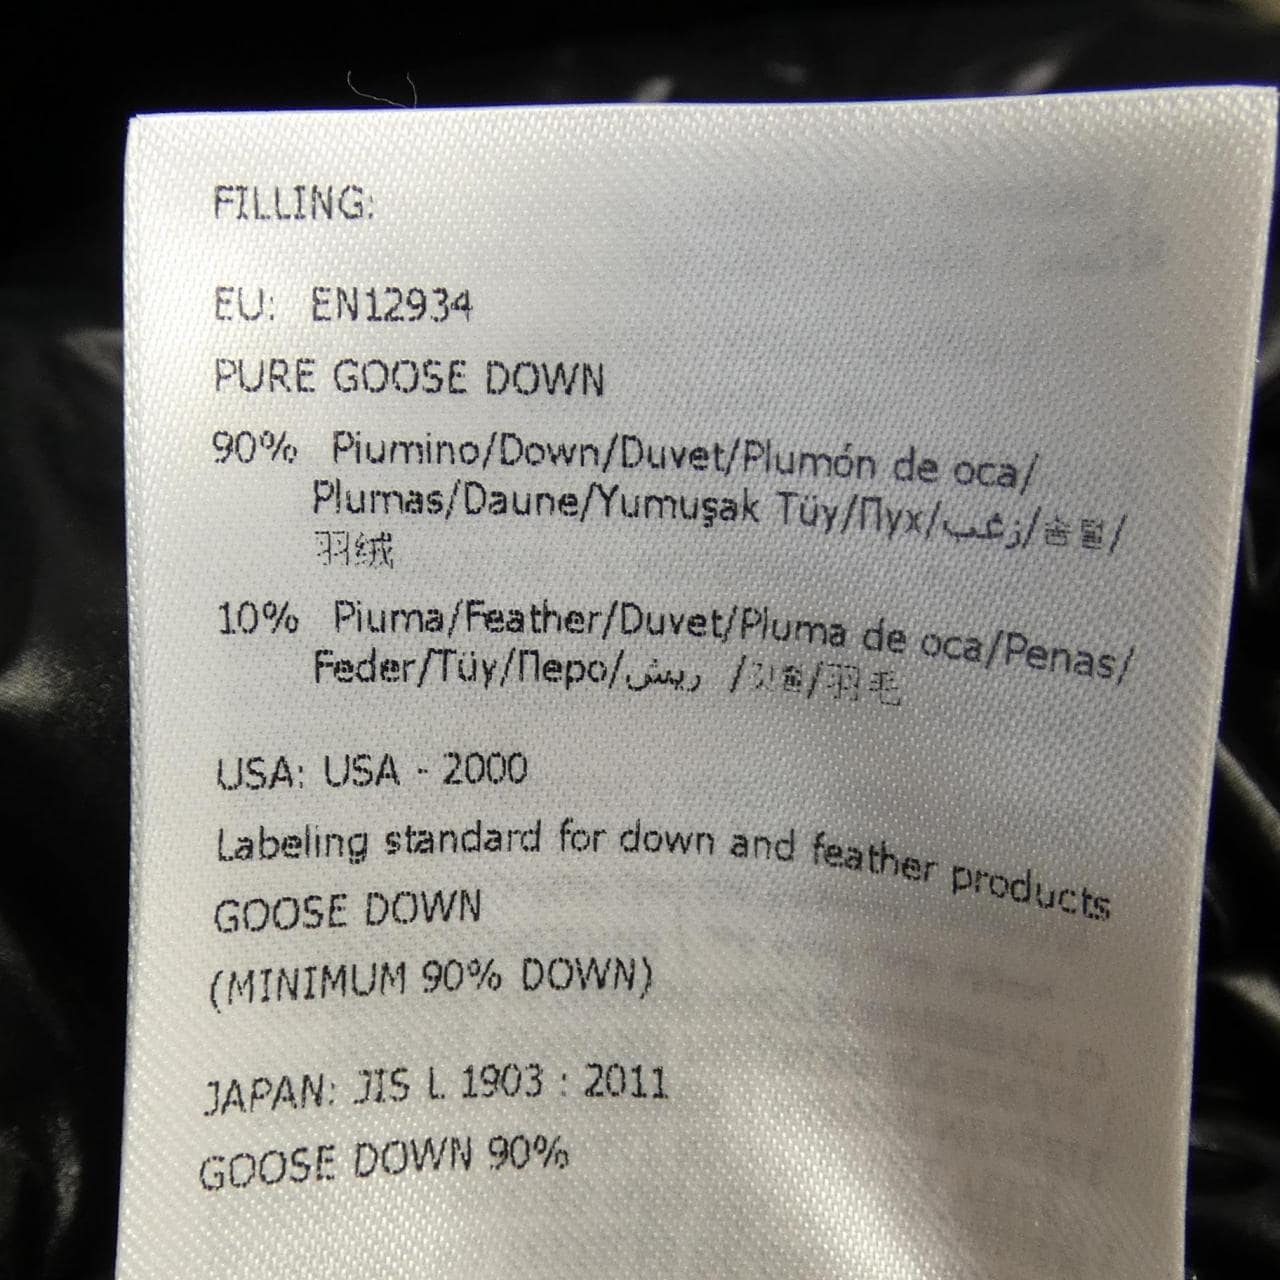 FILLING:
EU: EN12934
PURE GOOSE DOWN
90% Piumino/Down/Duvet/Plumón de oca/
Plumas/Daune/Yumuşak Tüy/Пух/زغب/솜털/
羽绒
10% Piuma/Feather/Duvet/Pluma de oca/Penas/
Feder/Tüy/Перо/ريش /깃털/羽毛
USA: USA - 2000
Labeling standard for down and feather products
GOOSE DOWN
(MINIMUM 90% DOWN)
JAPAN: JIS L 1903 : 2011
GOOSE DOWN 90%